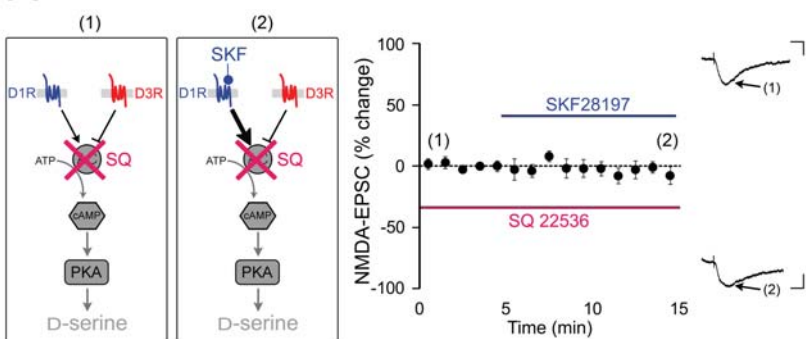 (1)
(2)
SKF
D1R
D3R
D1R
D3R
ATP
SQ
ATP
SQ
cAMP
cAMP
PKA
PKA
D-serine
D-serine
NMDA-EPSC (% change)
100
50
0
-50
-100
SKF28197
(1)
(2)
SQ 22536
0
5
10
15
Time (min)
(1)
(2)